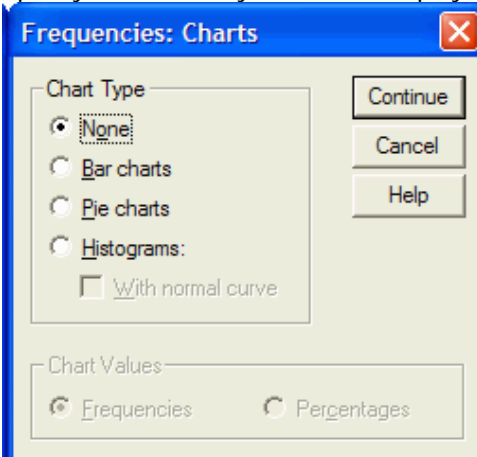 Frequencies: Charts
Chart Type
None
Bar charts
Pie charts
Histograms:
With normal curve
Continue
Cancel
Help
Chart Values
Frequencies Percentages